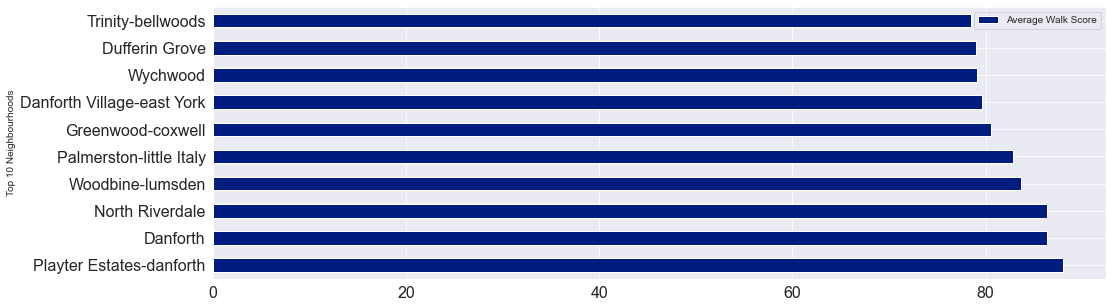 Average Walk Score
Top 10 Neighbourhoods
Trinity-bellwoods
Dufferin Grove
Wychwood
Danforth Village-east York
Greenwood-coxwell
Palmerston-little Italy
Woodbine-lumsden
North Riverdale
Danforth
Playter Estates-danforth
0 20 40 60 80